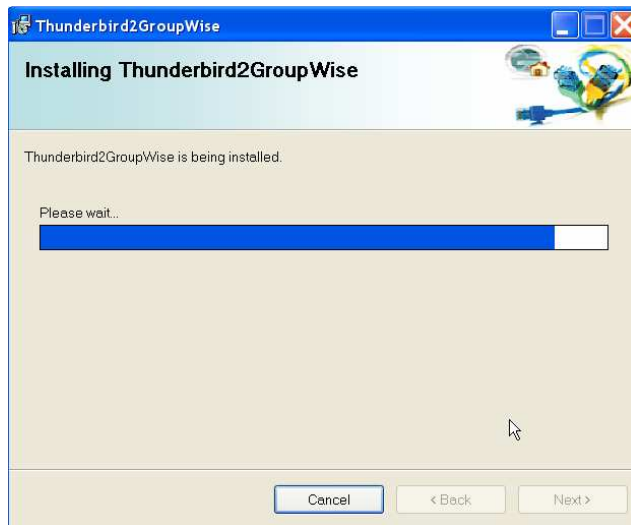 Thunderbird2GroupWise
Installing Thunderbird2GroupWise
Thunderbird2GroupWise is being installed.
Please wait...
Cancel
< Back
Next >